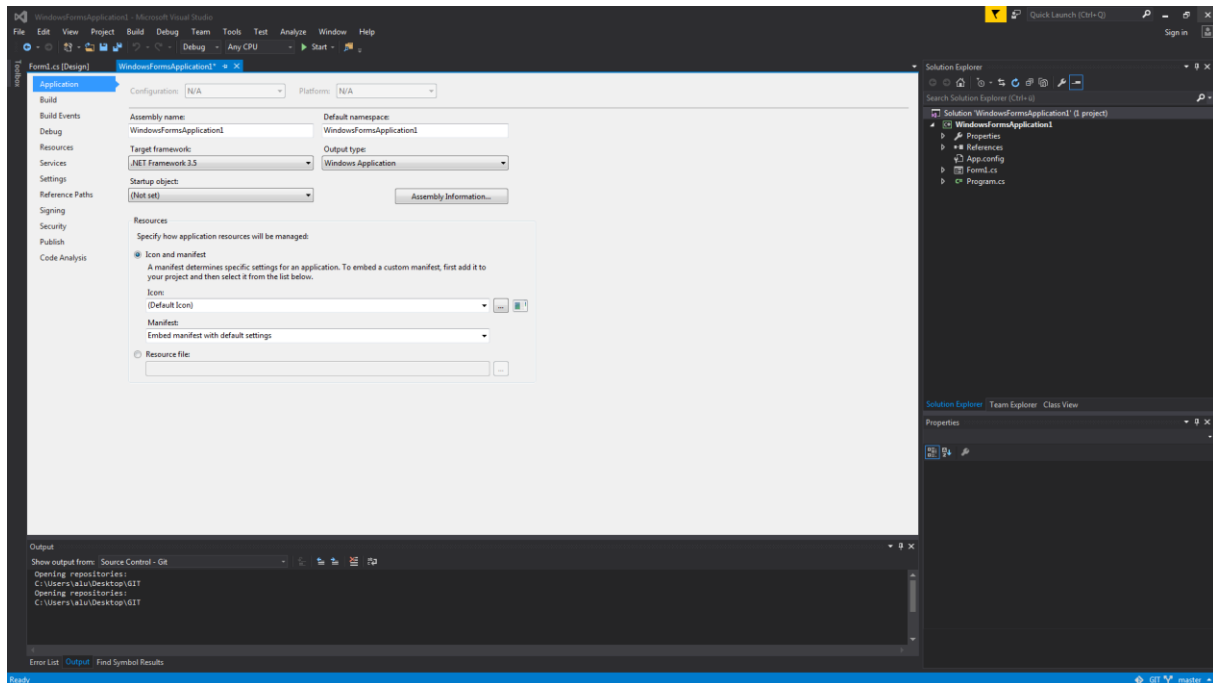 WindowsFormsApplication1 - Microsoft Visual Studio
Quick Launch (Ctrl+Q)
File Edit View Project Build Debug Team Tools Test Analyze Window Help
Sign in
Debug Any CPU Start
Toolbox
Form1.cs [Design] WindowsFormsApplication1*
Application
Build
Build Events
Debug
Resources
Services
Settings
Reference Paths
Signing
Security
Publish
Code Analysis
Configuration: N/A Platform: N/A
Assembly name: Default namespace:
WindowsFormsApplication1 WindowsFormsApplication1
Target framework: Output type:
.NET Framework 3.5 Windows Application
Startup object:
(Not set) Assembly Information...
Resources
Specify how application resources will be managed:
Icon and manifest
A manifest determines specific settings for an application. To embed a custom manifest, first add it to
your project and then select it from the list below.
Icon:
(Default Icon) ...
Manifest:
Embed manifest with default settings
Resource file:
...
Solution Explorer
Search Solution Explorer (Ctrl+ü)
Solution 'WindowsFormsApplication1' (1 project)
WindowsFormsApplication1
Properties
References
App.config
Form1.cs
C# Program.cs
Solution Explorer Team Explorer Class View
Properties
Output
Show output from: Source Control - Git
Opening repositories:
C:\Users\alu\Desktop\GIT
Opening repositories:
C:\Users\alu\Desktop\GIT
Error List Output Find Symbol Results
Ready GIT master